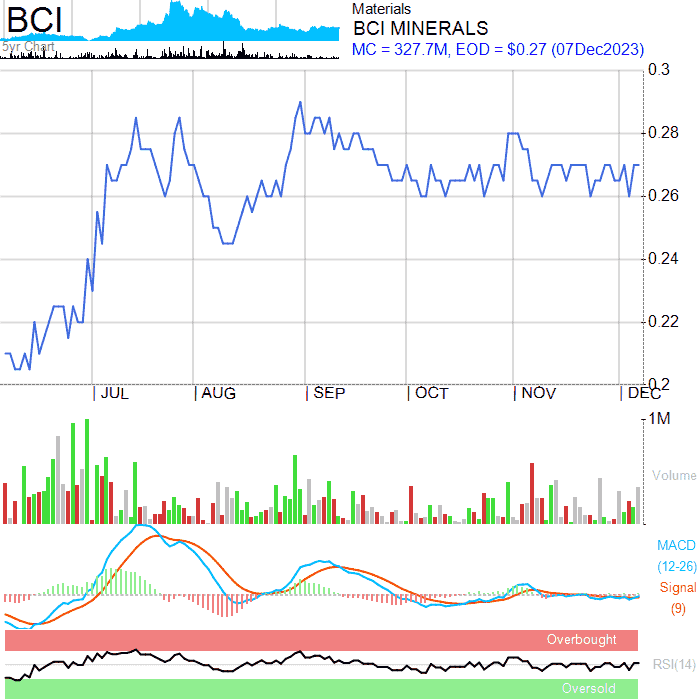 BCI
5yr Chart
Materials
BCI MINERALS
MC = 327.7M, EOD = $0.27 (07Dec2023)
0.3
0.28
0.26
0.24
0.22
0.2
JUL AUG SEP OCT NOV DEC
1M
Volume
MACD
(12-26)
Signal
(9)
Overbought
RSI(14)
Oversold